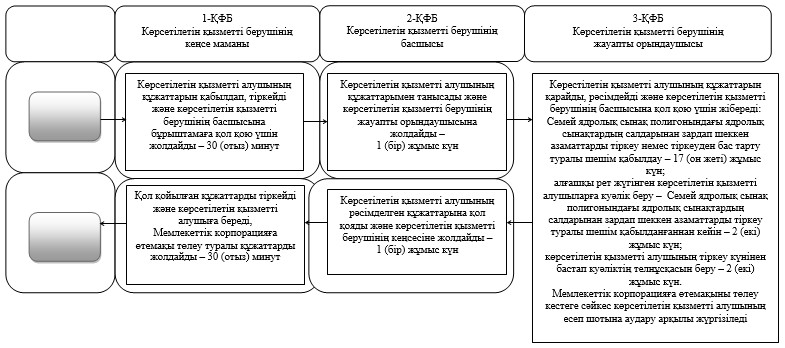 1-ҚФБ
Көрсетілетін қызметті берушінің
кеңсе маманы
2-ҚФБ
Көрсетілетін қызметті берушінің
басшысы
3-ҚФБ
Көрсетілетін қызметті берушінің
жауапты орындаушысы
Көрсетілетін қызметті алушының
құжаттарын қабылдап, тіркейді
және көрсетілетін қызметті
берушінің басшысына
бұрыштамаға қол қою үшін
жолдайды – 30 (отыз) минут
Көрсетілетін қызметті алушының
құжаттарымен танысады және
көрсетілетін қызметті берушінің
жауапты орындаушысына
жолдайды –
1 (бір) жұмыс күн
Көрестілетін қызметті алушының құжаттарын
қарайды, рәсімдейді және көрсетілетін қызметті
берушінің басшысына қол қою үшін жібереді:
Семей ядролық сынақ полигонындағы ядролық
сынақтардың салдарынан зардап шеккен
азаматтарды тіркеу немес тіркеуден бас тарту
туралы шешім қабылдау – 17 (он жеті) жұмыс
күн;
алғашқы рет жүгінген көрсетілетін қызметті
алушыларға куәлік беру – Семей ядролық сынақ
полигонындағы ядролық сынақтардың
салдарынан зардап шеккен азаматтарды тіркеу
туралы шешім қабылданғаннан кейін – 2 (екі)
жұмыс күн;
көрсетілетін қызметті алушының тіркеу күнінен
бастап куәліктің телнұсқасын беру – 2 (екі)
жұмыс күн.
Мемлекеттік корпорацияға өтемақыны төлеу
кестеге сәйкес көрсетілетін қызметті алушының
есеп шотына аудару арқылы жүргізіледі
Қол қойылған құжаттарды тіркейді
және көрсетілетін қызметті
алушыға береді,
Мемлекеттік корпорацияға
өтемақы төлеу туралы құжаттарды
жолдайды – 30 (отыз) минут
Көрсетілетін қызметті алушының
рәсімделген құжаттарына қол
қояды және көрсетілетін қызметті
берушінің кеңсесіне жолдайды –
1 (бір) жұмыс күн